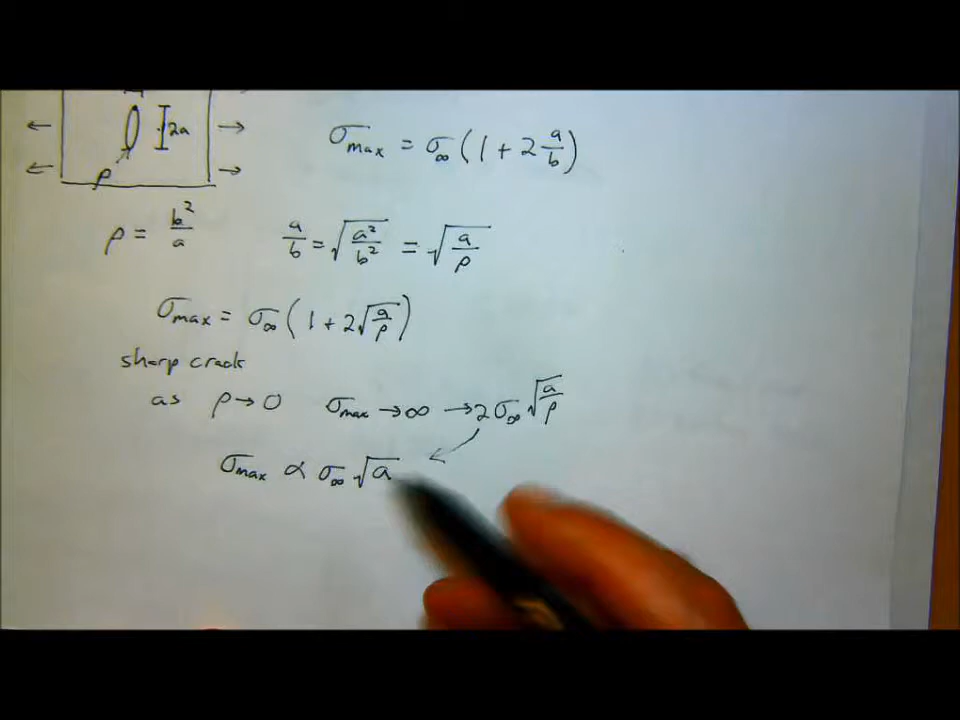 2a
ρ
σmax = σ∞ (1 + 2 a/b)
ρ = b²/a
a/b = √(a²/b²) = √(a/ρ)
σmax = σ∞ (1 + 2√(a/ρ))
sharp crack
as ρ → 0 σmax → ∞ → 2σ∞ √(a/ρ)
σmax ∝ σ∞ √a